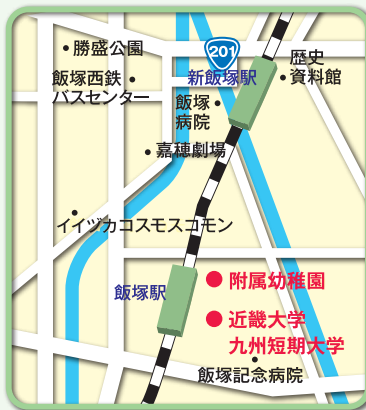 勝盛公園
201
歴史
資料館
新飯塚駅
飯塚西鉄
バスセンター
飯塚
病院
嘉穂劇場
イイヅカコスモスコモン
飯塚駅
附属幼稚園
近畿大学
九州短期大学
飯塚記念病院